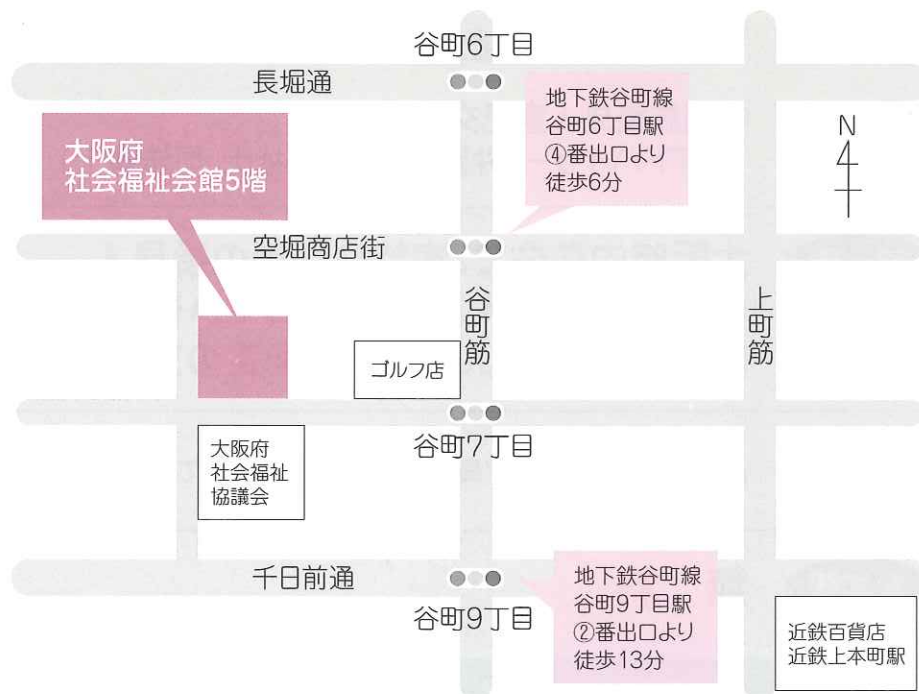 谷町6丁目
長堀通
地下鉄谷町線
谷町6丁目駅
④番出口より
徒歩6分
N
大阪府
社会福祉会館5階
空堀商店街
谷町筋
上町筋
ゴルフ店
谷町7丁目
大阪府
社会福祉
協議会
千日前通
地下鉄谷町線
谷町9丁目駅
②番出口より
徒歩13分
谷町9丁目
近鉄百貨店
近鉄上本町駅